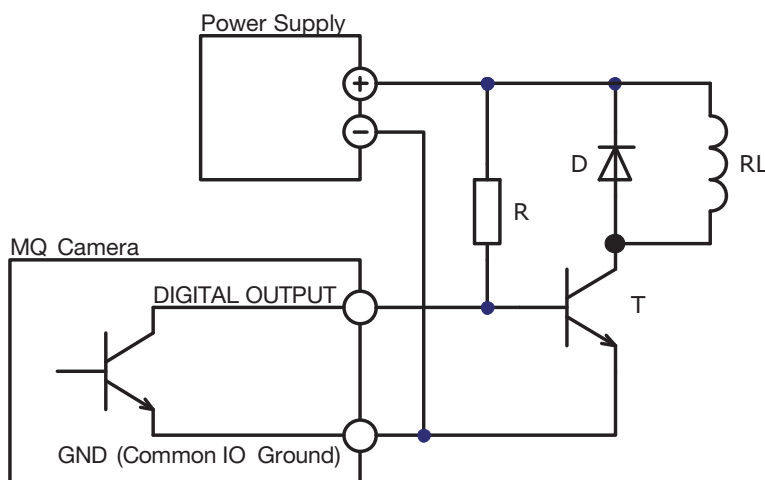 Power Supply
+
−
D
RL
R
MQ Camera
DIGITAL OUTPUT
T
GND (Common IO Ground)